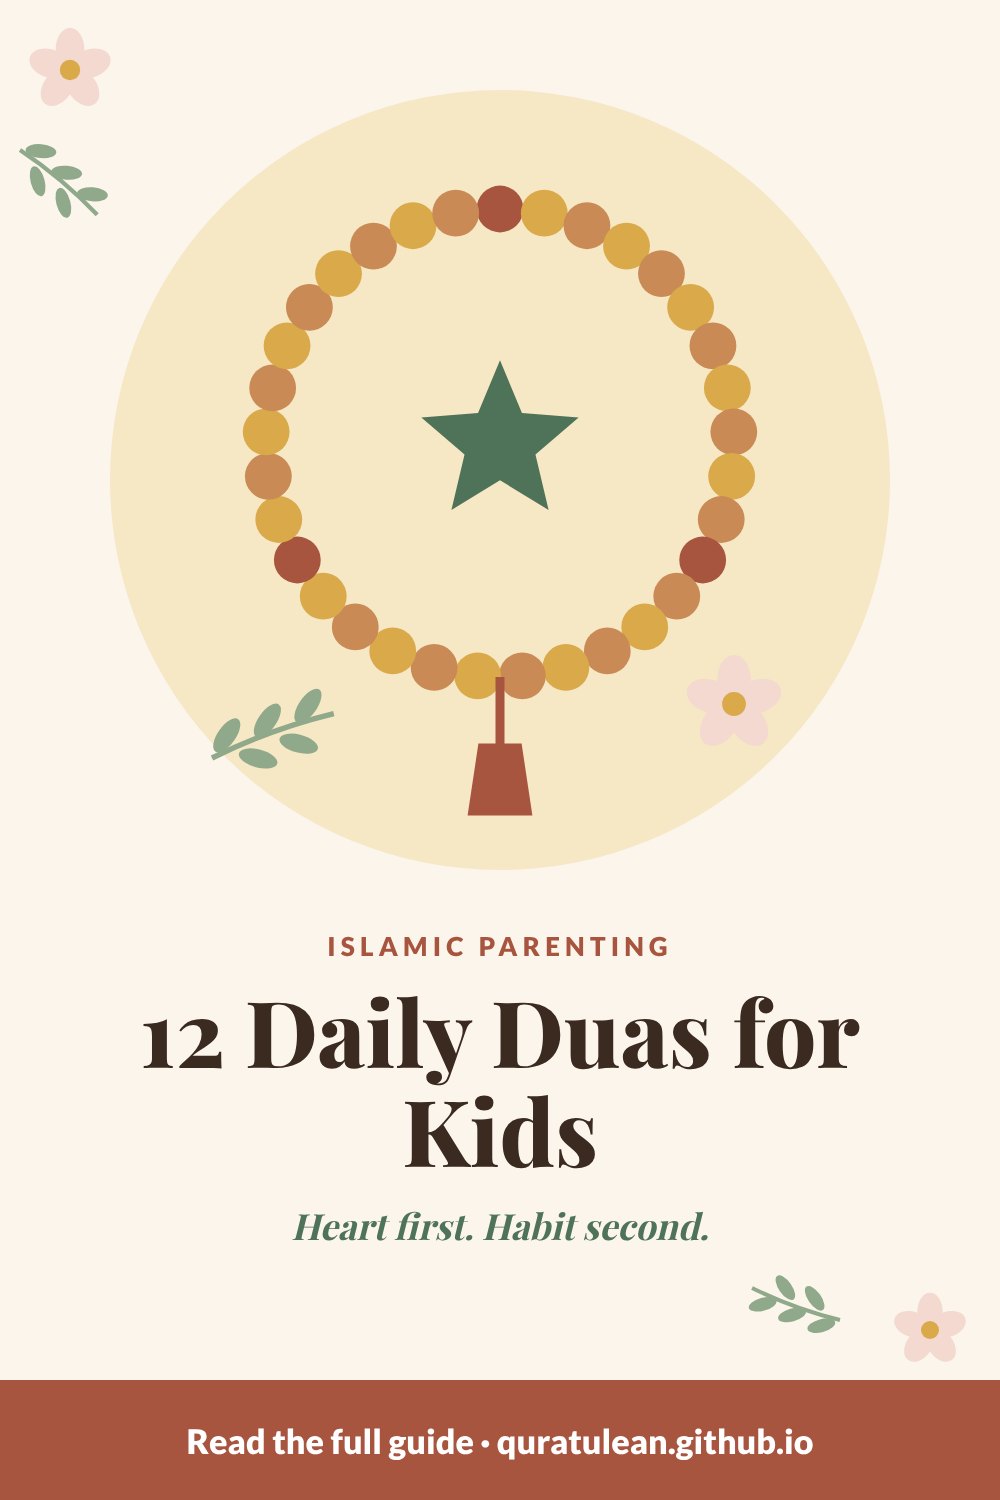 ISLAMIC PARENTING
12 Daily Duas for
Kids
Heart first. Habit second.
Read the full guide · quratulean.github.io